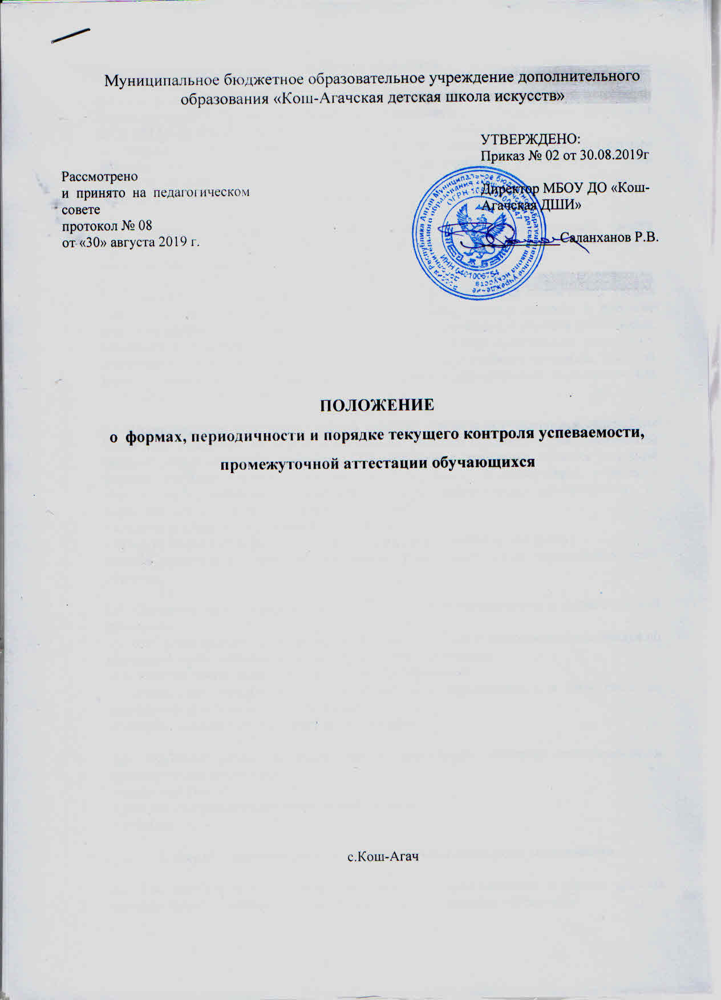 Муниципальное бюджетное образовательное учреждение дополнительного
образования «Кош-Агачская детская школа искусств»
УТВЕРЖДЕНО:
Приказ № 02 от 30.08.2019г
Директор МБОУ ДО «Кош-
Агачская ДШИ»
Саланханов Р.В.
Рассмотрено
и принято на педагогическом
совете
протокол № 08
от «30» августа 2019 г.
ИНН 0401006754
ПОЛОЖЕНИЕ
о формах, периодичности и порядке текущего контроля успеваемости,
промежуточной аттестации обучающихся
с.Кош-Агач